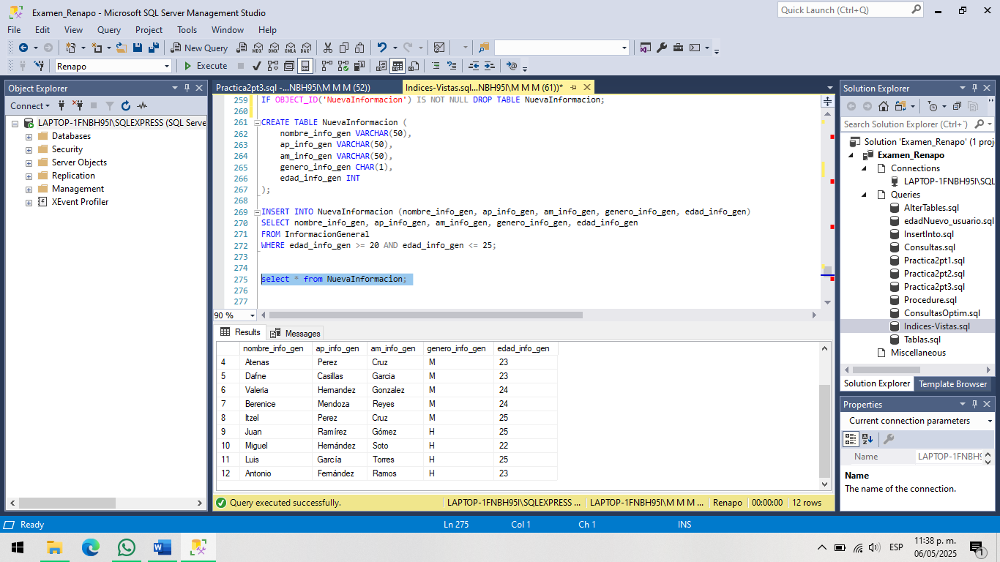 Examen_Renapo - Microsoft SQL Server Management Studio
Quick Launch (Ctrl+Q)
File Edit View Query Project Tools Window Help
New Query MDX DMX XMLA DAX
Renapo Execute
Object Explorer
Connect
LAPTOP-1FNBH95I\SQLEXPRESS (SQL Serve
Databases
Security
Server Objects
Replication
Management
XEvent Profiler
Practica2pt3.sql -...NBH95I\M M M (52)) Indices-Vistas.sql...NBH95I\M M M (61))*
259 IF OBJECT_ID('NuevaInformacion') IS NOT NULL DROP TABLE NuevaInformacion;
260
261 CREATE TABLE NuevaInformacion (
262 nombre_info_gen VARCHAR(50),
263 ap_info_gen VARCHAR(50),
264 am_info_gen VARCHAR(50),
265 genero_info_gen CHAR(1),
266 edad_info_gen INT
267 );
268
269 INSERT INTO NuevaInformacion (nombre_info_gen, ap_info_gen, am_info_gen, genero_info_gen, edad_info_gen)
270 SELECT nombre_info_gen, ap_info_gen, am_info_gen, genero_info_gen, edad_info_gen
271 FROM InformacionGeneral
272 WHERE edad_info_gen >= 20 AND edad_info_gen <= 25;
273
274
275 select * from NuevaInformacion;
276
277
90 %
Results Messages
nombre_info_gen ap_info_gen am_info_gen genero_info_gen edad_info_gen
4 Atenas Perez Cruz M 23
5 Dafne Casillas Garcia M 23
6 Valeria Hernandez Gonzalez M 24
7 Berenice Mendoza Reyes M 24
8 Itzel Perez Cruz M 25
9 Juan Ramírez Gómez H 25
10 Miguel Hernández Soto H 22
11 Luis García Torres H 25
12 Antonio Fernández Ramos H 23
Query executed successfully. LAPTOP-1FNBH95I\SQLEXPRESS ... LAPTOP-1FNBH95I\M M M ... Renapo 00:00:00 12 rows
Solution Explorer
Search Solution Explorer (Ctrl+¨)
Solution 'Examen_Renapo' (1 proj
Examen_Renapo
Connections
LAPTOP-1FNBH95I\SQL
Queries
AlterTables.sql
edadNuevo_usuario.sql
InsertInto.sql
Consultas.sql
Practica2pt1.sql
Practica2pt2.sql
Practica2pt3.sql
Procedure.sql
ConsultasOptim.sql
Indices-Vistas.sql
Tablas.sql
Miscellaneous
Solution Explorer Template Browser
Properties
Current connection parameters
Name LAPTOP-1FNBH9
Name
The name of the connection.
Ready Ln 275 Col 1 Ch 1 INS
ESP 11:38 p. m.
06/05/2025
1